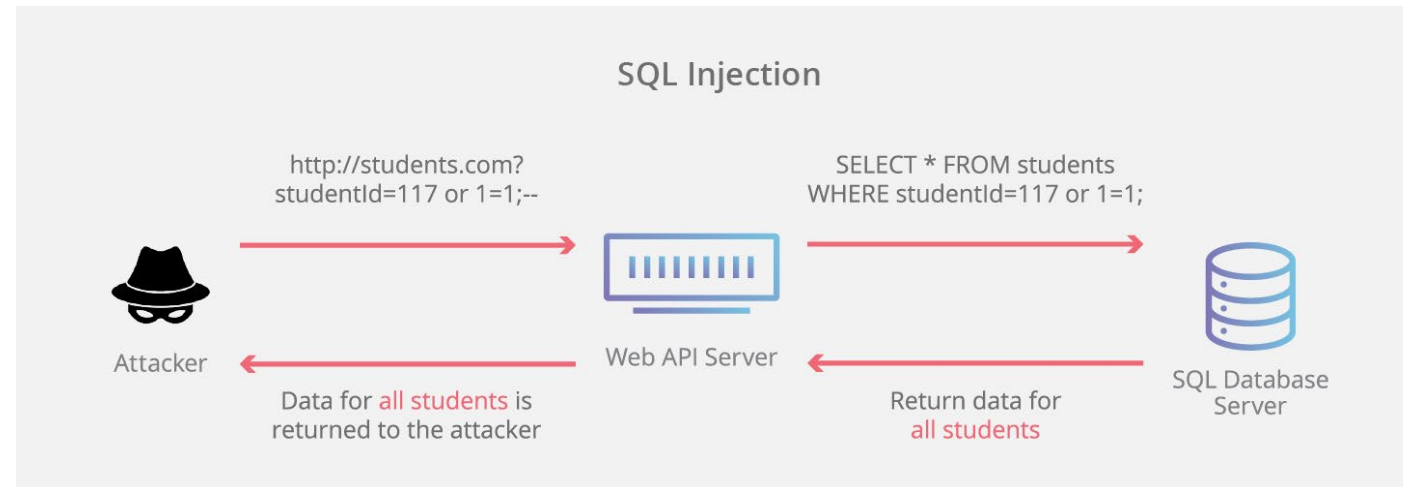 SQL Injection
http://students.com?
studentId=117 or 1=1;--
SELECT * FROM students
WHERE studentId=117 or 1=1;
Attacker
Web API Server
SQL Database
Server
Data for all students is
returned to the attacker
Return data for
all students